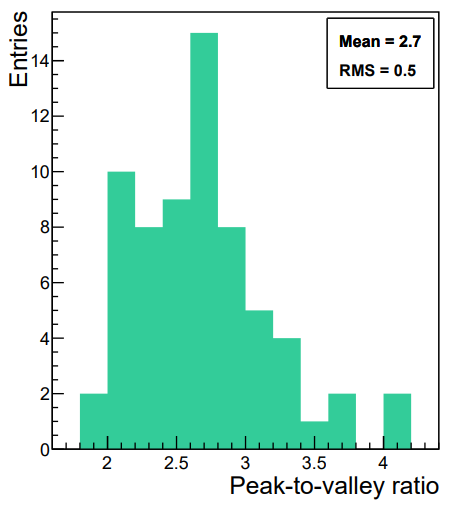 Entries
Mean = 2.7
RMS = 0.5
14
12
10
8
6
4
2
0
2 2.5 3 3.5 4
Peak-to-valley ratio